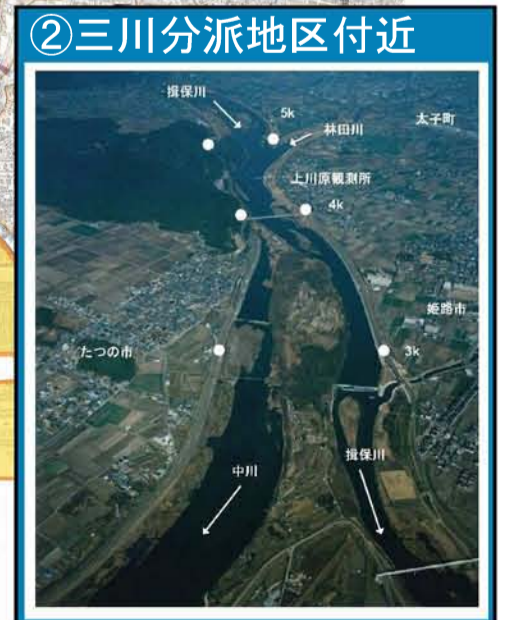 ②三川分派地区付近
揖保川
5k
林田川
太子町
上川原観測所
4k
姫路市
たつの市
3k
中川
揖保川